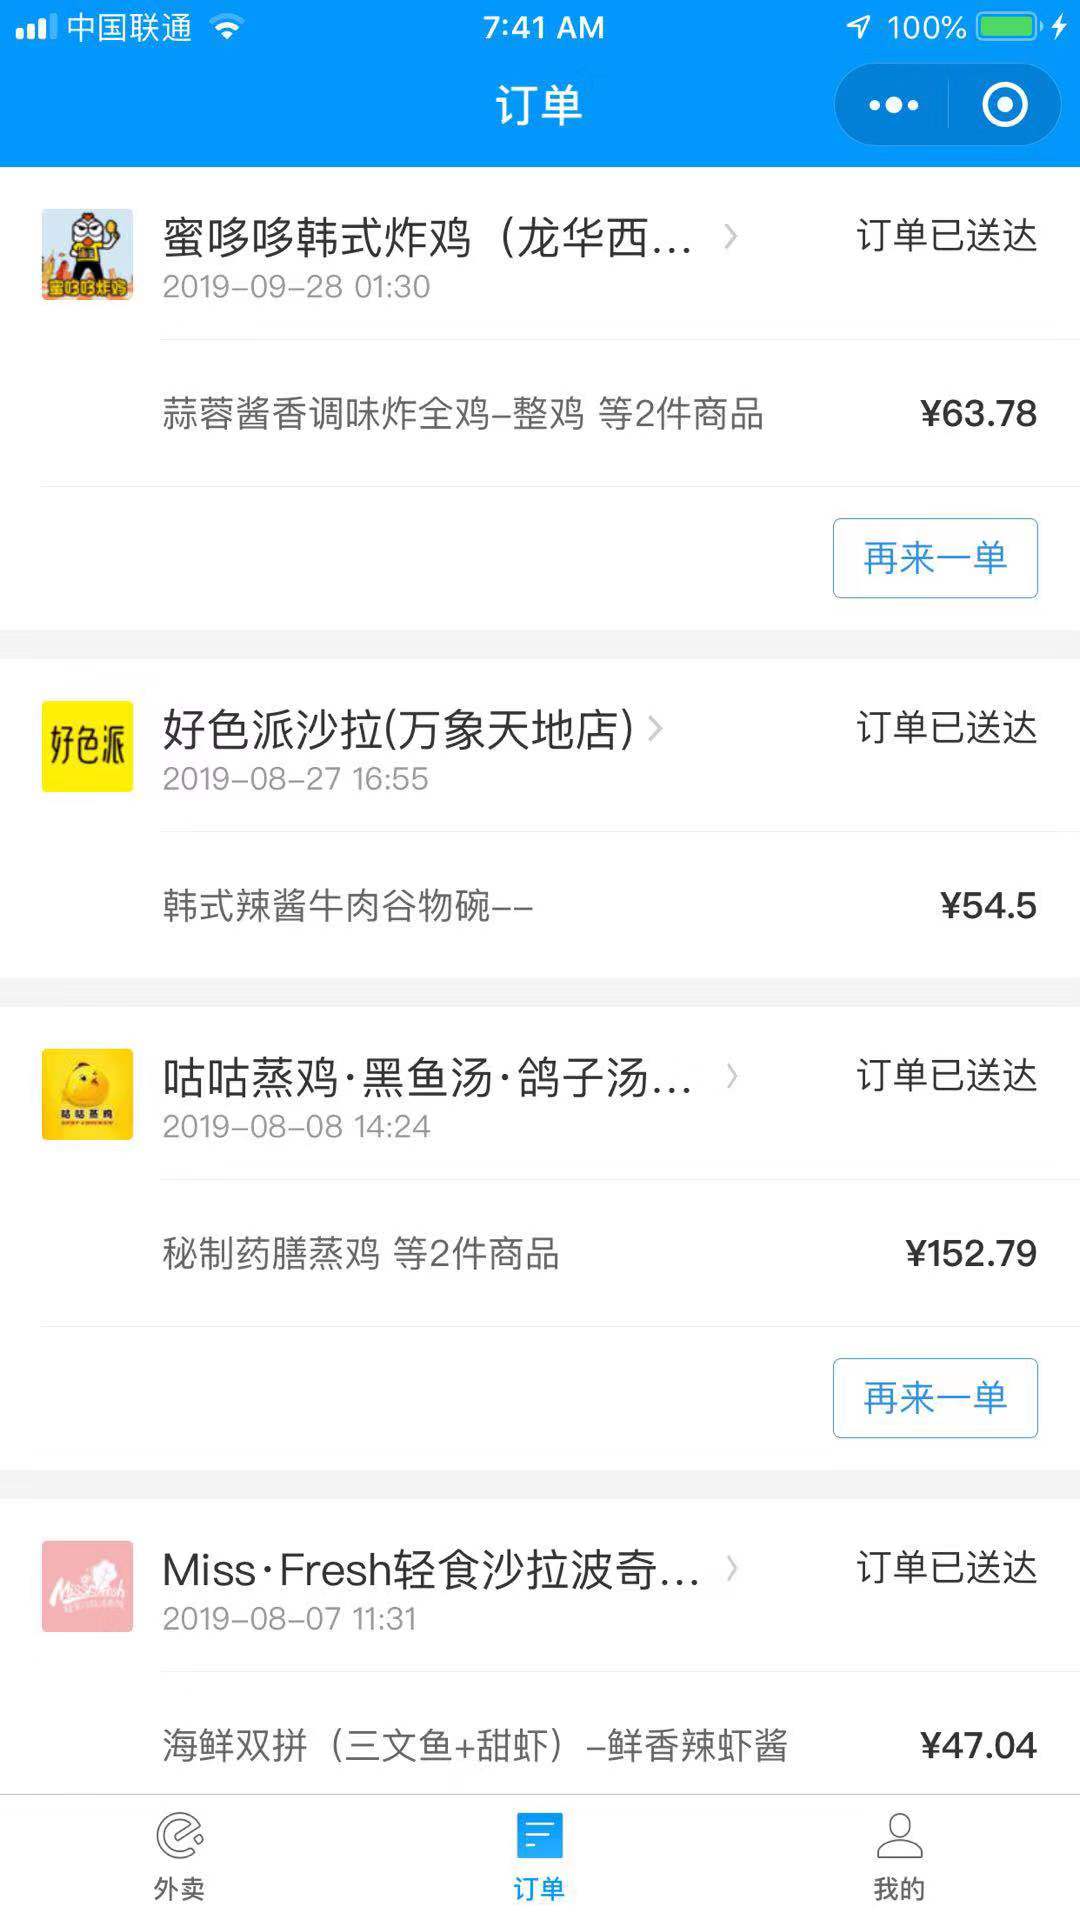 中国联通
7:41 AM
100%
订单
蜜哆哆韩式炸鸡（龙华西...
订单已送达
2019-09-28 01:30
蜜哆哆炸鸡
蒜蓉酱香调味炸全鸡-整鸡 等2件商品
¥63.78
再来一单
好色派
好色派沙拉(万象天地店)
订单已送达
2019-08-27 16:55
韩式辣酱牛肉谷物碗--
¥54.5
咕咕蒸鸡·黑鱼汤·鸽子汤...
订单已送达
2019-08-08 14:24
咕咕蒸鸡
秘制药膳蒸鸡 等2件商品
¥152.79
再来一单
Miss·Fresh轻食沙拉波奇...
订单已送达
2019-08-07 11:31
Miss Fresh
海鲜双拼（三文鱼+甜虾）-鲜香辣虾酱
¥47.04
外卖
订单
我的